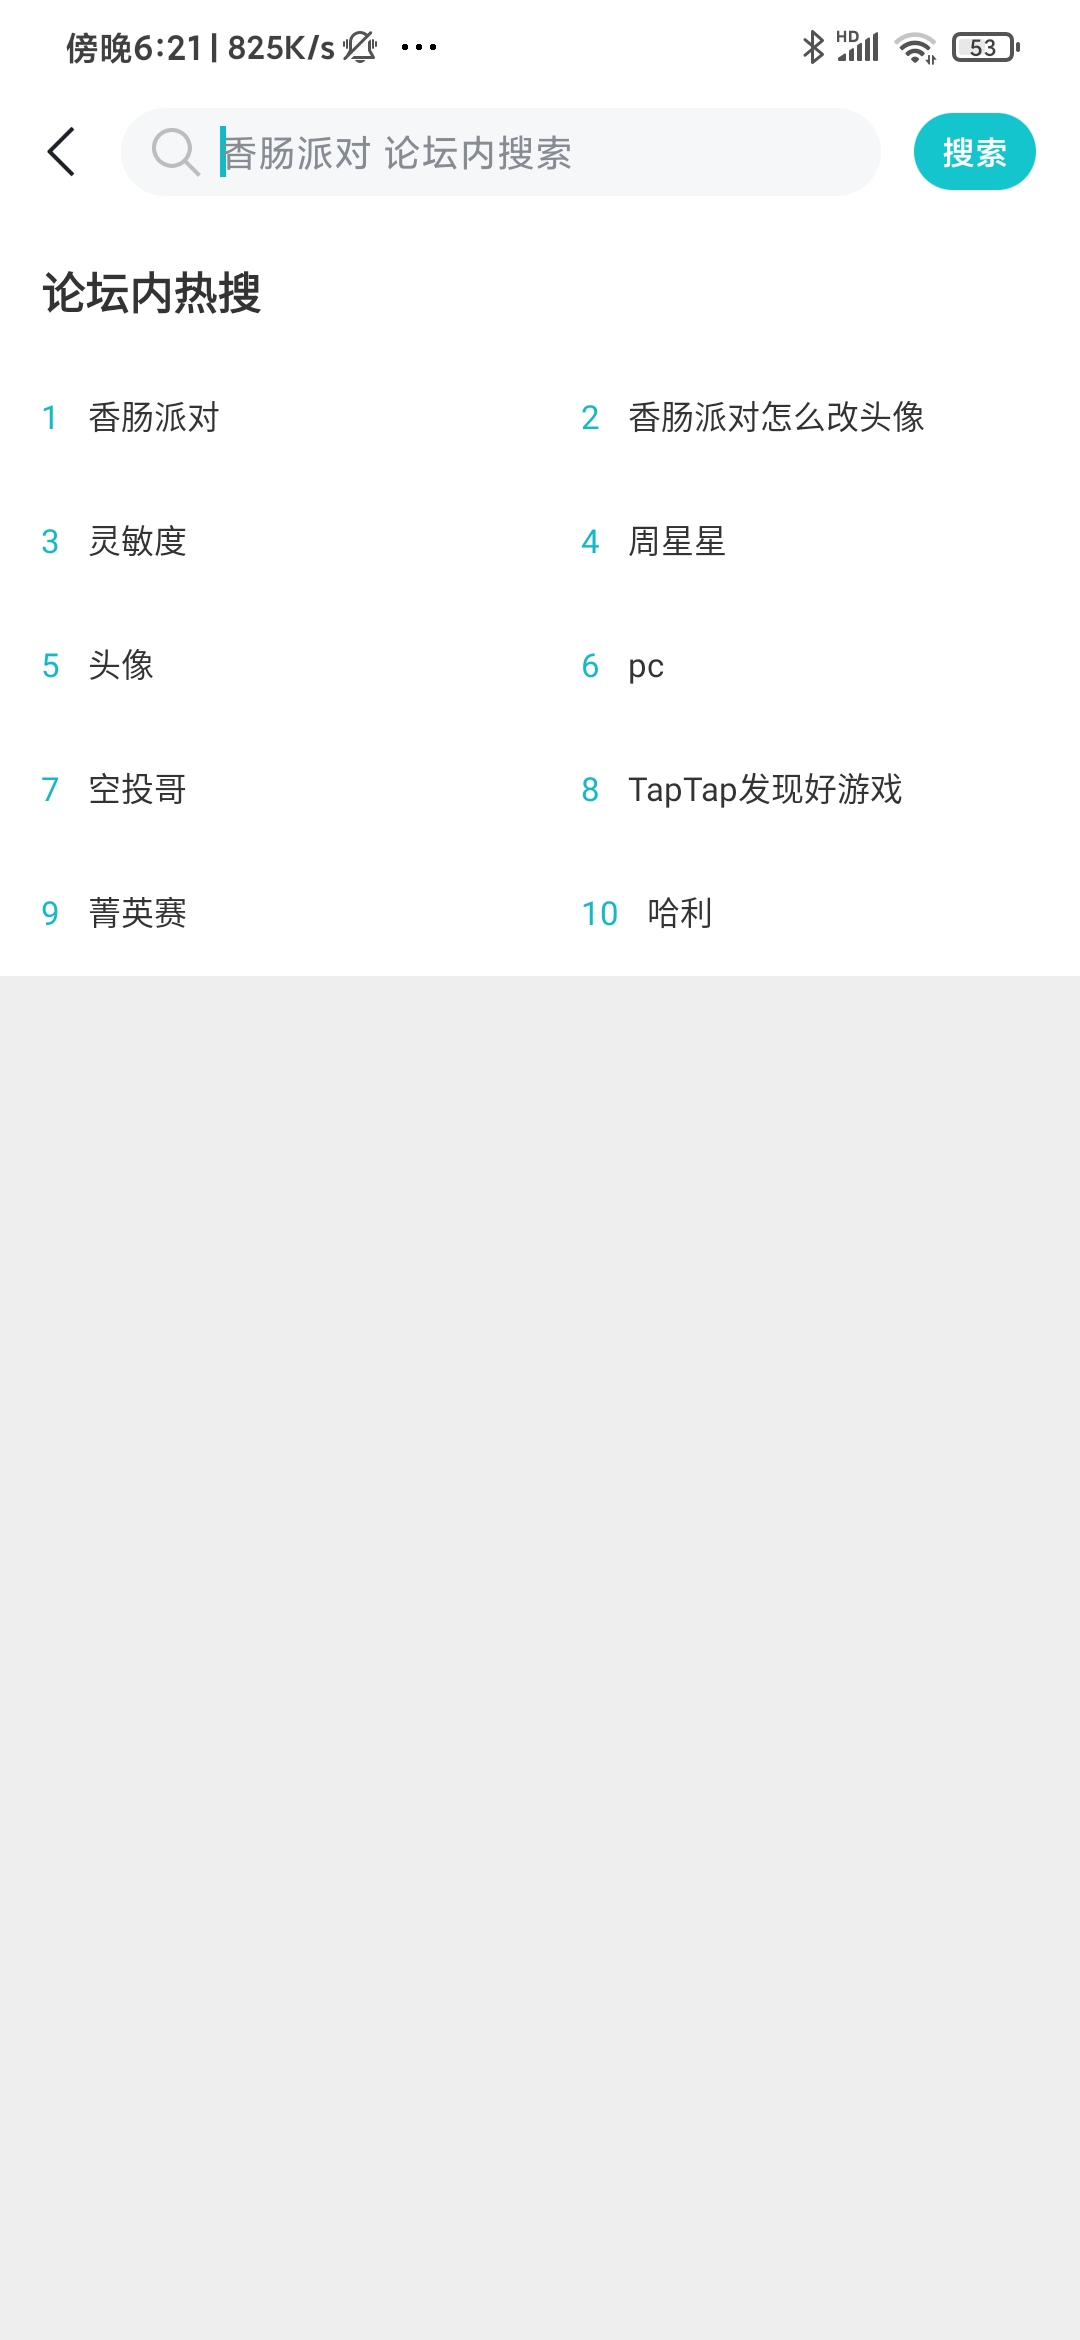 傍晚6:21 | 825K/s ...
HD 53
香肠派对 论坛内搜索 搜索
论坛内热搜
1 香肠派对
2 香肠派对怎么改头像
3 灵敏度
4 周星星
5 头像
6 pc
7 空投哥
8 TapTap发现好游戏
9 菁英赛
10 哈利